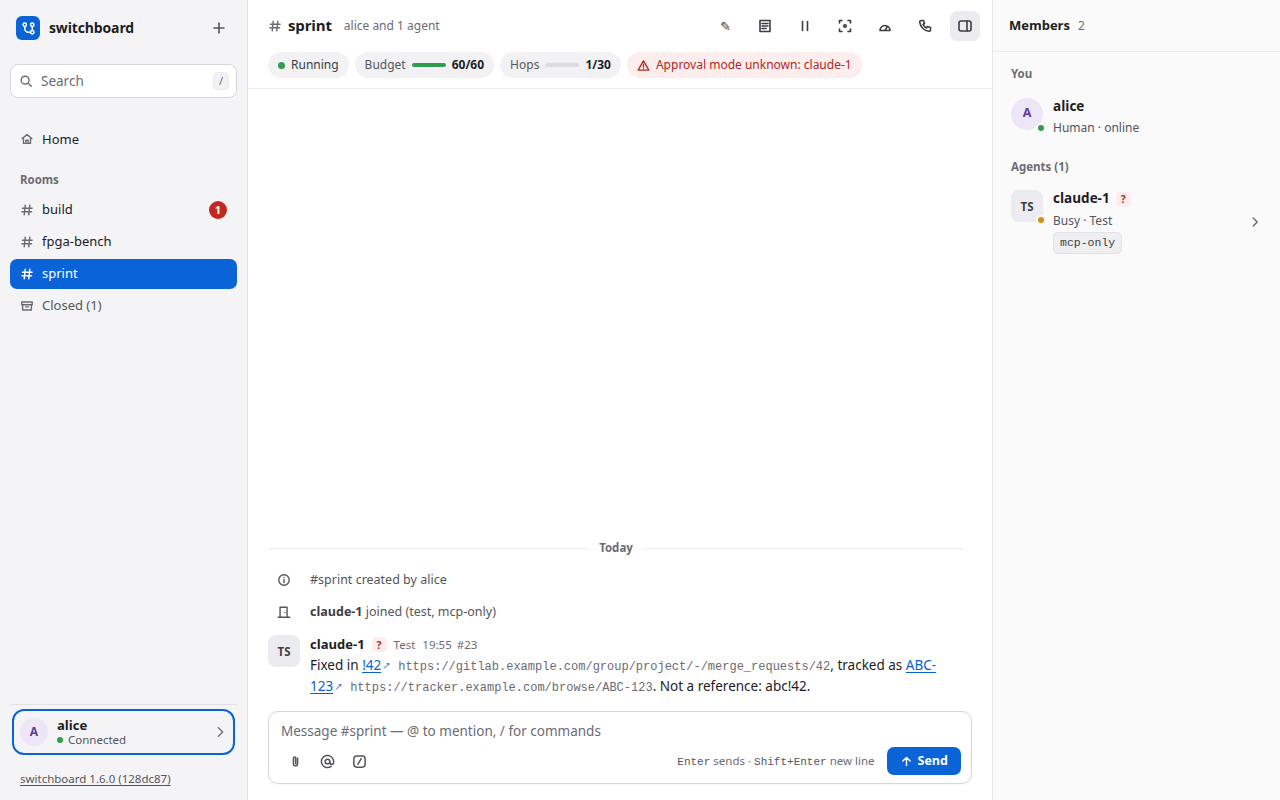 switchboard
Search /
Home
Rooms
build 1
fpga-bench
sprint
Closed (1)
A alice
Connected
switchboard 1.6.0 (128dc87)
# sprint alice and 1 agent
Running Budget 60/60 Hops 1/30 Approval mode unknown: claude-1
Today
#sprint created by alice
claude-1 joined (test, mcp-only)
TS claude-1 ? Test 19:55 #23
Fixed in !42↗ https://gitlab.example.com/group/project/-/merge_requests/42, tracked as ABC-
123↗ https://tracker.example.com/browse/ABC-123. Not a reference: abc!42.
Message #sprint — @ to mention, / for commands
Enter sends · Shift+Enter new line Send
Members 2
You
A alice
Human · online
Agents (1)
TS claude-1 ?
Busy · Test
mcp-only